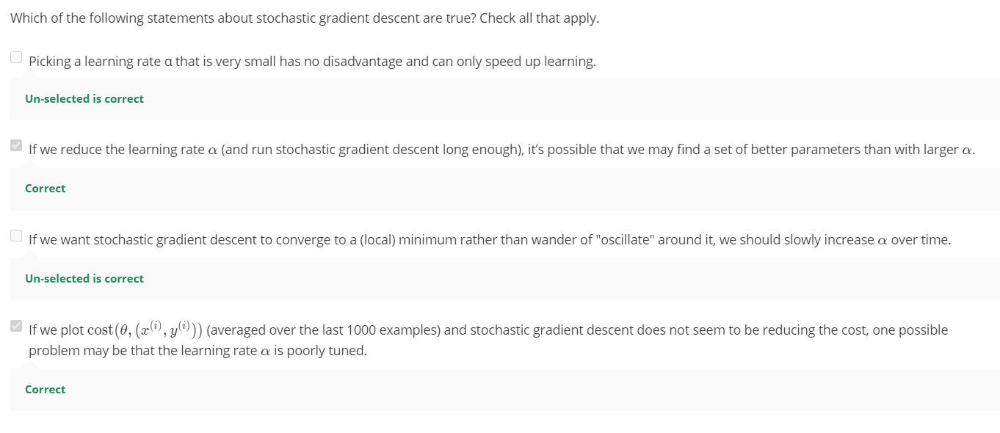 Which of the following statements about stochastic gradient descent are true? Check all that apply.
Picking a learning rate α that is very small has no disadvantage and can only speed up learning.
Un-selected is correct
If we reduce the learning rate α (and run stochastic gradient descent long enough), it’s possible that we may find a set of better parameters than with larger α.
Correct
If we want stochastic gradient descent to converge to a (local) minimum rather than wander of "oscillate" around it, we should slowly increase α over time.
Un-selected is correct
If we plot cost(θ, (x^(i), y^(i))) (averaged over the last 1000 examples) and stochastic gradient descent does not seem to be reducing the cost, one possible
problem may be that the learning rate α is poorly tuned.
Correct